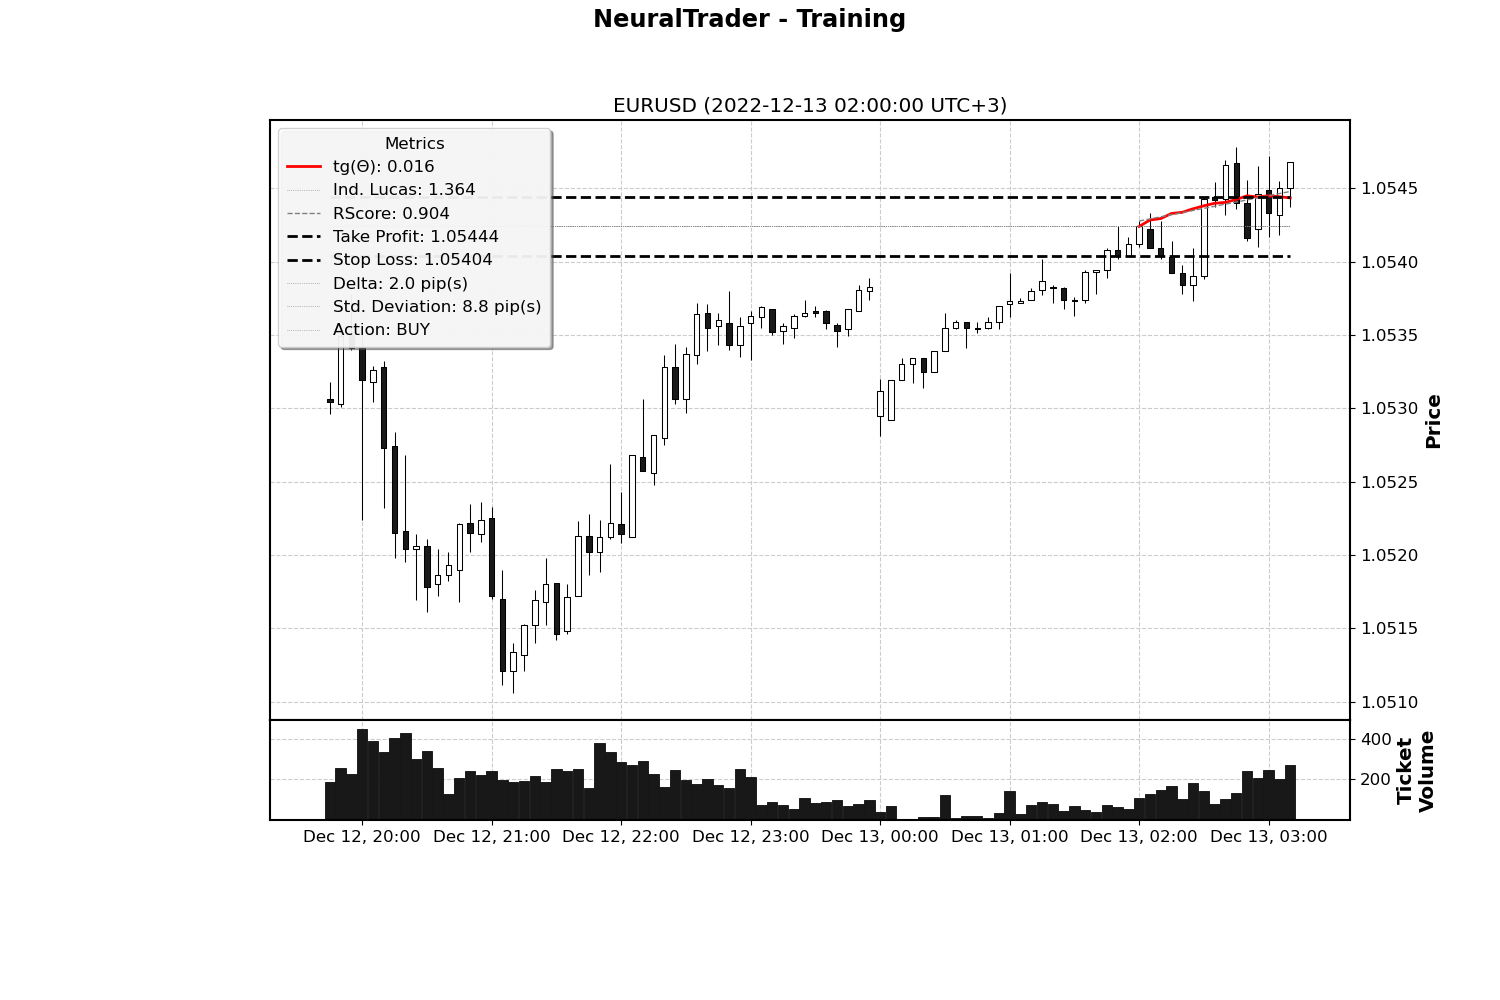 NeuralTrader - Training
EURUSD (2022-12-13 02:00:00 UTC+3)
Metrics
tg(Θ): 0.016
Ind. Lucas: 1.364
RScore: 0.904
Take Profit: 1.05444
Stop Loss: 1.05404
Delta: 2.0 pip(s)
Std. Deviation: 8.8 pip(s)
Action: BUY
1.0545
1.0540
1.0535
1.0530
1.0525
1.0520
1.0515
1.0510
Price
400
200
Ticket
Volume
Dec 12, 20:00 Dec 12, 21:00 Dec 12, 22:00 Dec 12, 23:00 Dec 13, 00:00 Dec 13, 01:00 Dec 13, 02:00 Dec 13, 03:00